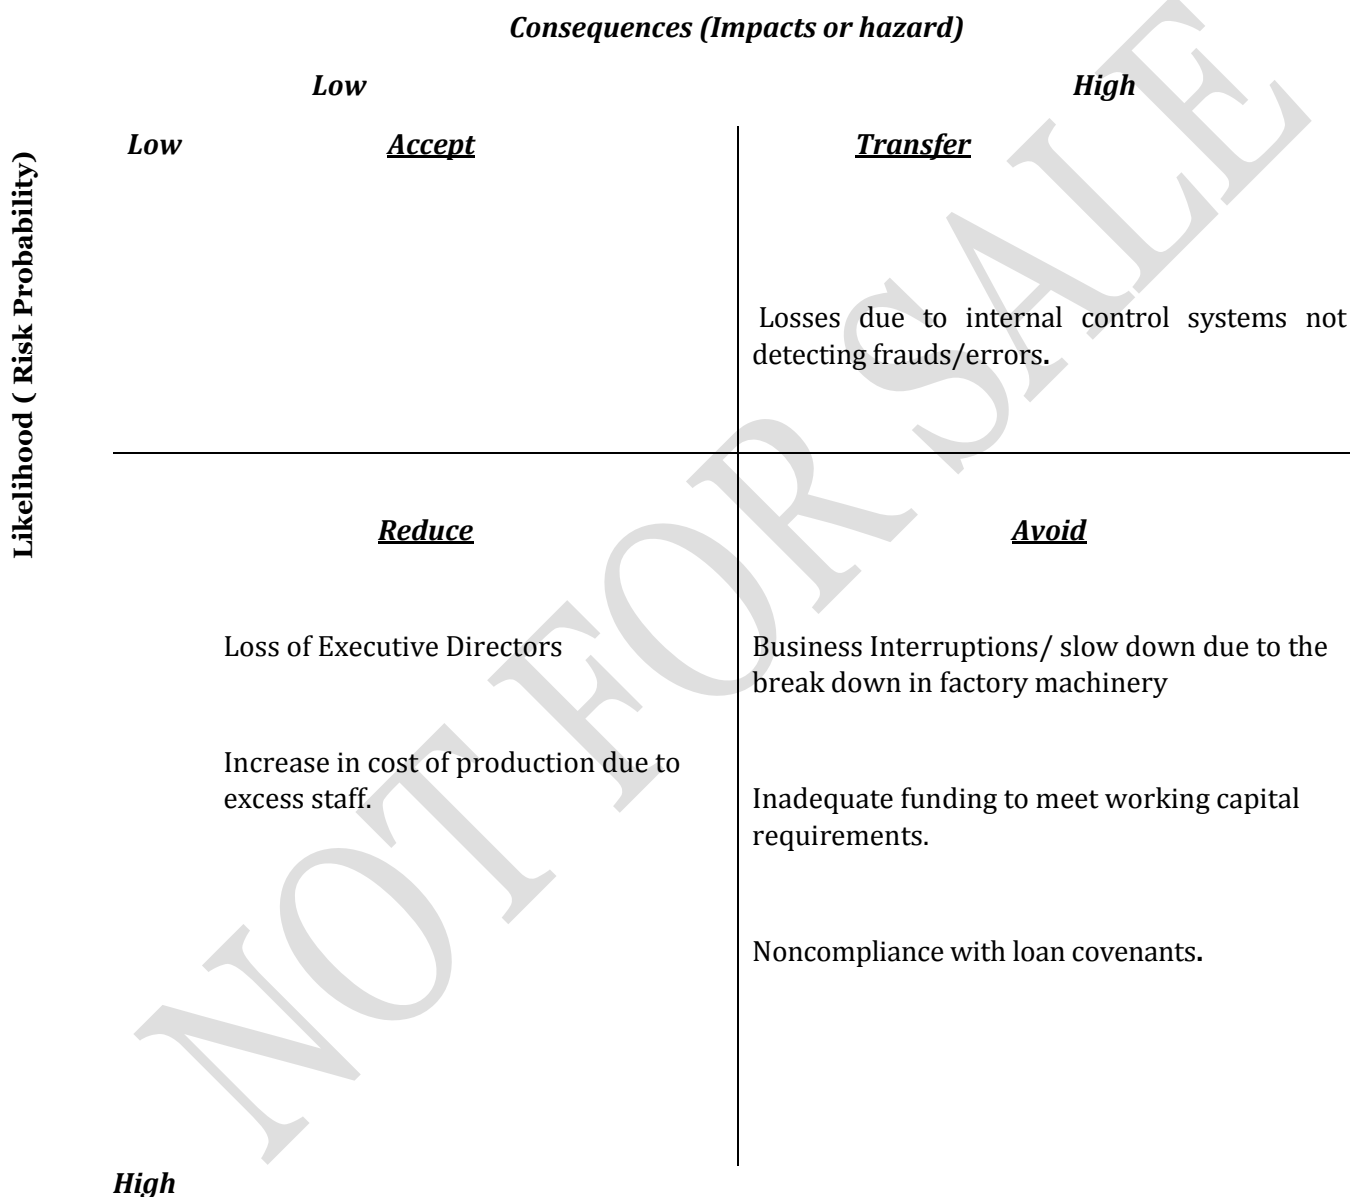 Consequences (Impacts or hazard)
Low High
Low Accept Transfer
Likelihood ( Risk Probability)
Losses due to internal control systems not
detecting frauds/errors.
Reduce Avoid
Loss of Executive Directors
Increase in cost of production due to
excess staff.
Business Interruptions/ slow down due to the
break down in factory machinery
Inadequate funding to meet working capital
requirements.
Noncompliance with loan covenants.
High
NOT FOR SALE